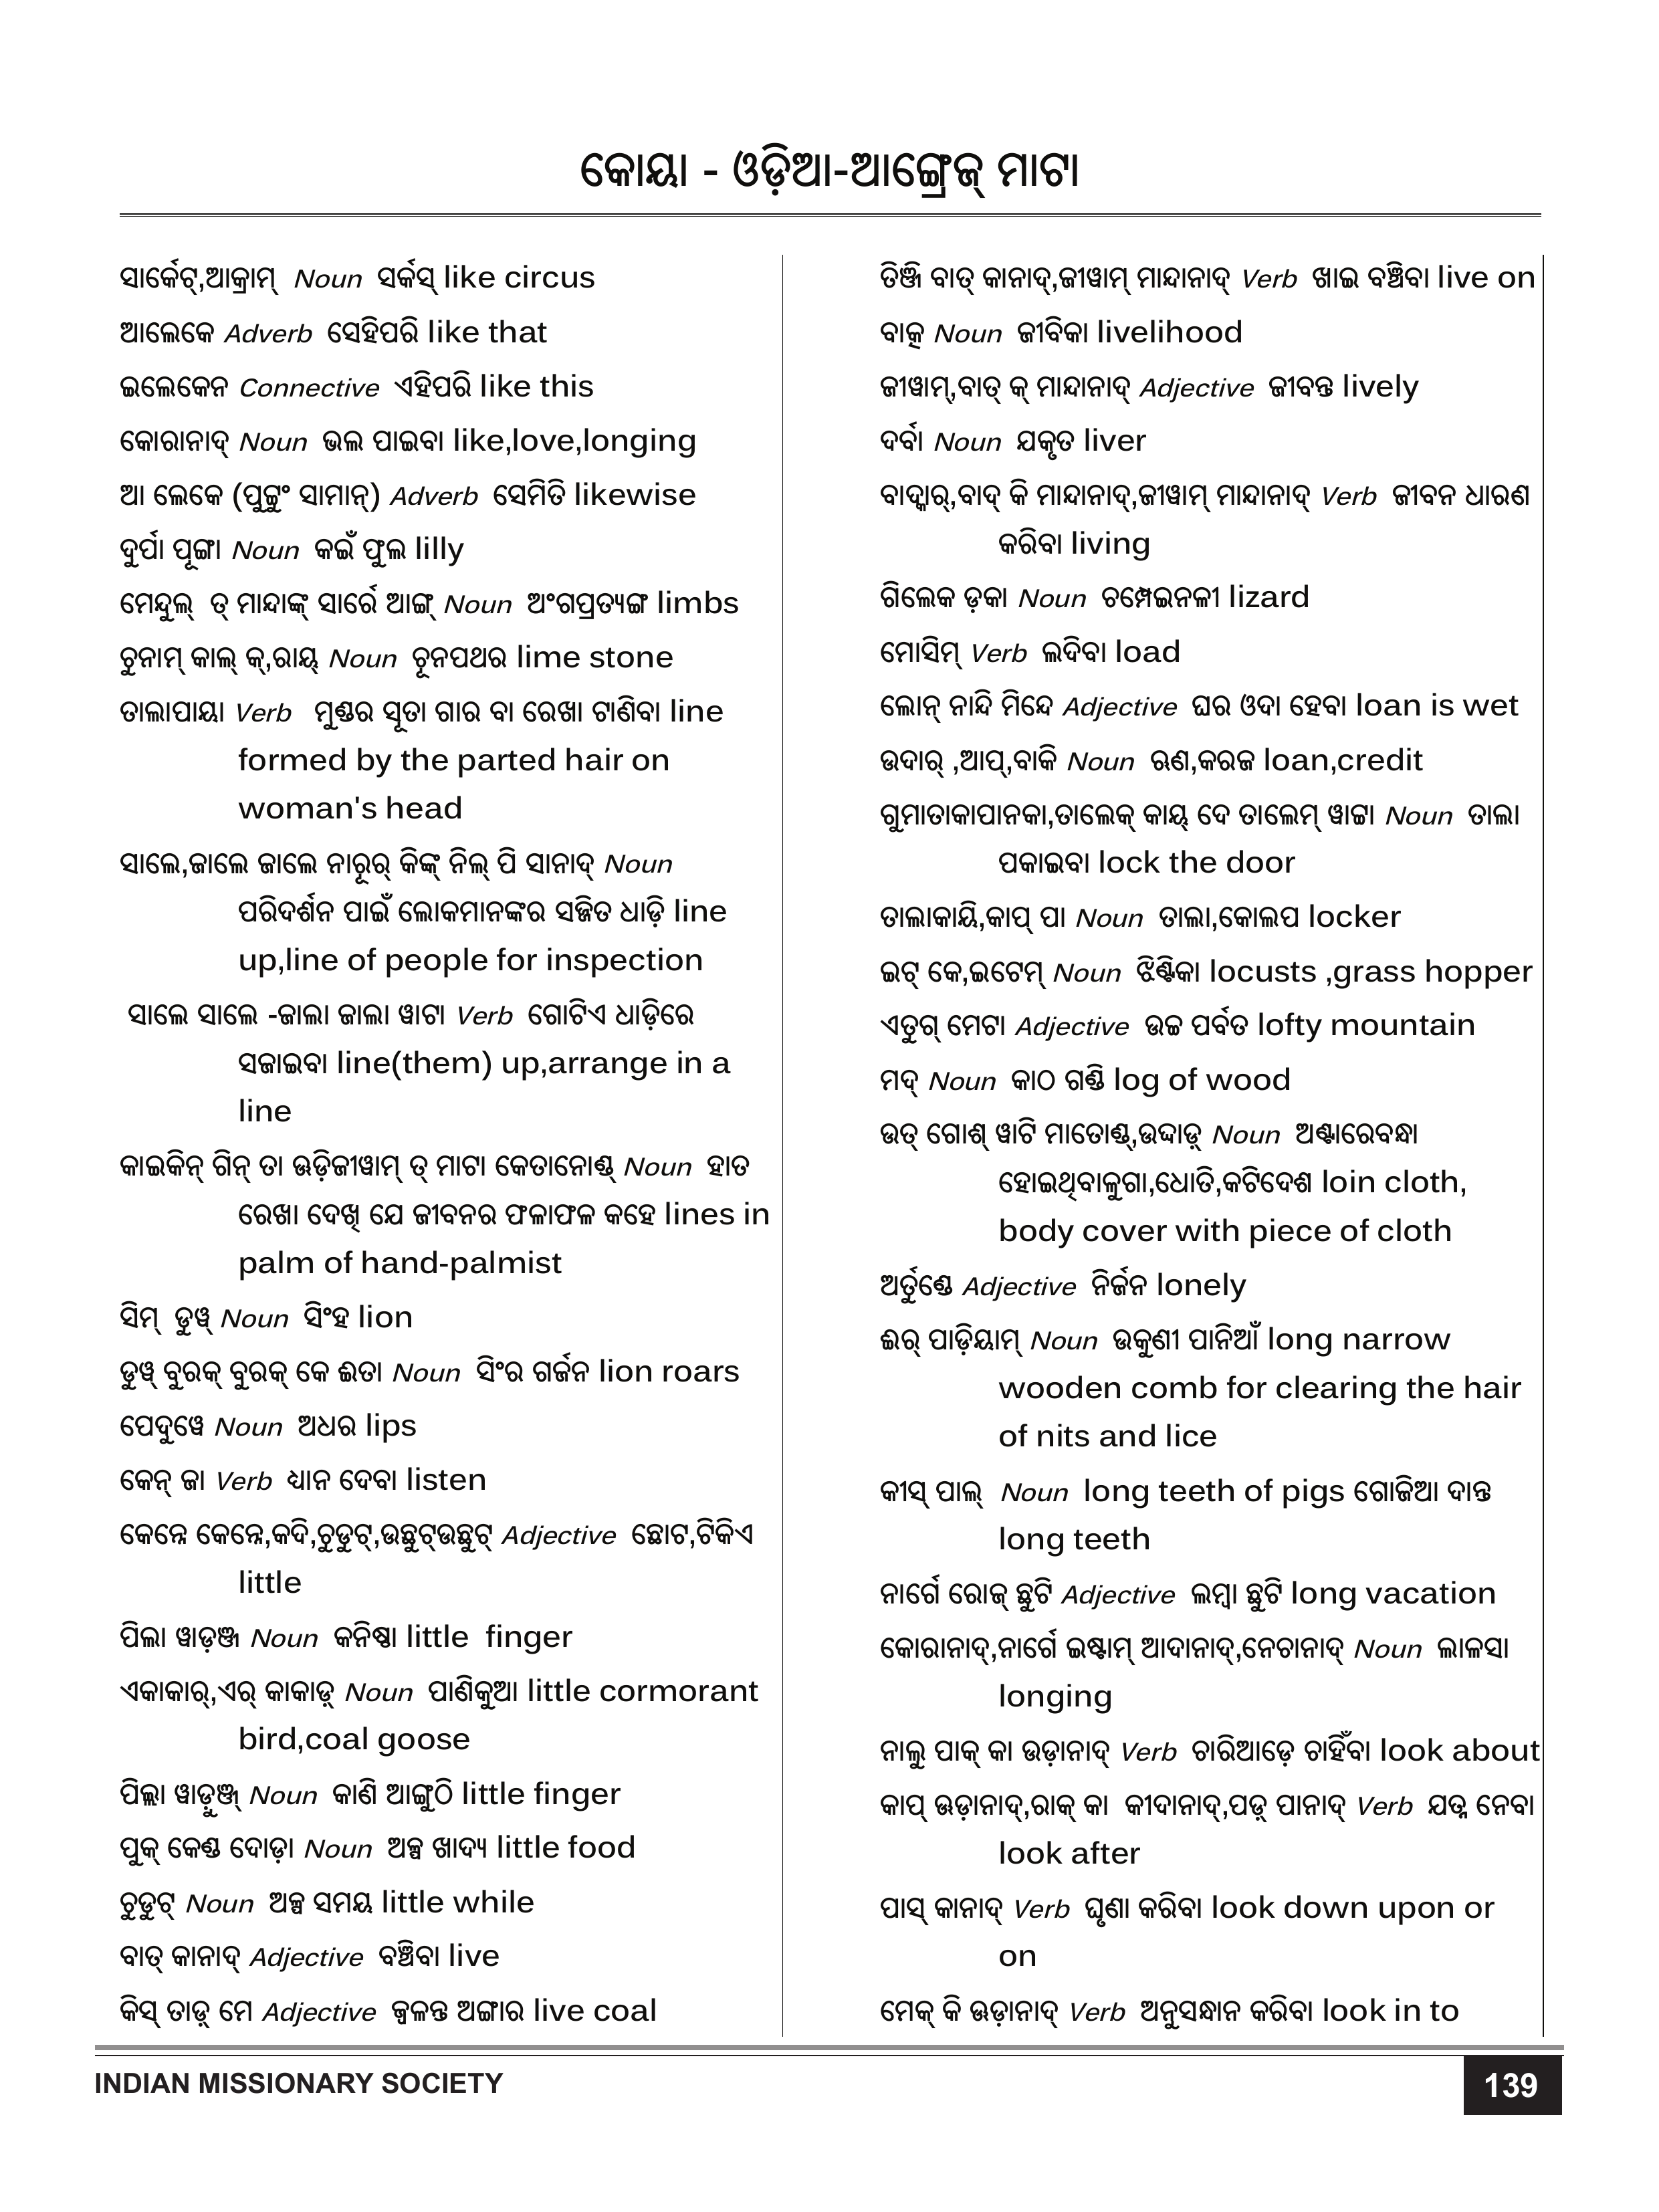 କୋୟା - ଓଡ଼ିଆ-ଆଙ୍ଗ୍ରେଜ୍ ମାଟା
ସାର୍କେଟ୍,ଆକ୍ରାମ୍ Noun ସର୍କସ୍ like circus
ଆଲେକେ Adverb ସେହିପରି like that
ଇଲେକେନ Connective ଏହିପରି like this
କୋରାନାଦ୍ Noun ଭଲ ପାଇବା like,love,longing
ଆ ଲେକେ (ପୁଟ୍ଟୁଂ ସାମାନ୍) Adverb ସେମିତି likewise
ଦୁର୍ପା ପୂଙ୍ଗା Noun କଇଁ ଫୁଲ lilly
ମେନ୍ଦୁଲ୍ ତ୍ ମାନ୍ଦାଙ୍କ୍ ସାର୍ରେ ଆଙ୍ଗ୍ Noun ଅଂଗପ୍ରତ୍ୟଙ୍ଗ limbs
ଚୁନାମ୍ କାଲ୍ କ୍,ରାୟ୍ Noun ଚୂନପଥର lime stone
ତାଲାପାୟା Verb ମୁଣ୍ଡର ସୂତା ଗାର ବା ରେଖା ଟାଣିବା line
formed by the parted hair on
woman's head
ସାଲେ,ଜାଲେ ଜାଲେ ନାରୂର୍ କିଙ୍କ୍ ନିଲ୍ ପି ସାନାଦ୍ Noun
ପରିଦର୍ଶନ ପାଇଁ ଲୋକମାନଙ୍କର ସଜ୍ଜିତ ଧାଡ଼ି line
up,line of people for inspection
ସାଲେ ସାଲେ -ଜାଲା ଜାଲା ୱାଟା Verb ଗୋଟିଏ ଧାଡ଼ିରେ
ସଜାଇବା line(them) up,arrange in a
line
କାଇକିନ୍ ଗିନ୍ ତା ଊଡ଼ିଜୀୱାମ୍ ତ୍ ମାଟା କେତାନୋଣ୍ଡ୍ Noun ହାତ
ରେଖା ଦେଖି ଯେ ଜୀବନର ଫଳାଫଳ କହେ lines in
palm of hand-palmist
ସିମ୍ ଡୁୱ୍ Noun ସିଂହ lion
ଡୁୱ୍ ବୁରକ୍ ବୁରକ୍ କେ ଈତା Noun ସିଂର ଗର୍ଜନ lion roars
ପେଦୁୱେ Noun ଅଧର lips
କେନ୍ ଜା Verb ଧ୍ୟାନ ଦେବା listen
କେନ୍ନେ କେନ୍ନେ,କଦି,ଚୁଡୁଟ୍,ଉଛୁଟ୍ଉଛୁଟ୍ Adjective ଛୋଟ,ଟିକିଏ
little
ପିଲା ୱାଡ଼ଞ୍ଜ Noun କନିଷ୍ଠା little finger
ଏକାକାର୍,ଏର୍ କାକାଡ଼୍ Noun ପାଣିକୁଆ little cormorant
bird,coal goose
ପିଲ୍ଲା ୱାଡ଼ୁଞ୍ଜ୍ Noun କାଣି ଆଙ୍ଗୁଠି little finger
ପୁକ୍ କେଣ୍ଡ ଦୋଡ଼ା Noun ଅଳ୍ପ ଖାଦ୍ୟ little food
ଚୁଡୁଟ୍ Noun ଅଳ୍ପ ସମୟ little while
ବାତ୍ କାନାଦ୍ Adjective ବଞ୍ଚିବା live
କିସ୍ ତାଡ଼୍ ମେ Adjective ଜ୍ୱଳନ୍ତ ଅଙ୍ଗାର live coal
ତିଞ୍ଜି ବାତ୍ କାନାଦ୍,ଜୀୱାମ୍ ମାନ୍ଦାନାଦ୍ Verb ଖାଇ ବଞ୍ଚିବା live on
ବାତ୍କ Noun ଜୀବିକା livelihood
ଜୀୱାମ୍,ବାତ୍ କ୍ ମାନ୍ଦାନାଦ୍ Adjective ଜୀବନ୍ତ lively
ଦର୍ବା Noun ଯକୃତ liver
ବାଦ୍କାର୍,ବାଦ୍ କି ମାନ୍ଦାନାଦ୍,ଜୀୱାମ୍ ମାନ୍ଦାନାଦ୍ Verb ଜୀବନ ଧାରଣ
କରିବା living
ଗିଲେକ ଡ଼କା Noun ଚମ୍ପେଇନଳୀ lizard
ମୋସିମ୍ Verb ଲଦିବା load
ଲୋନ୍ ନାନ୍ଦି ମିନ୍ଦେ Adjective ଘର ଓଦା ହେବା loan is wet
ଉଦାର୍ ,ଆପ୍,ବାକି Noun ଋଣ,କରଜ loan,credit
ଗୁମାତାକାପାନକା,ତାଲେକ୍ କାୟ୍ ଦେ ତାଲେମ୍ ୱାଟ୍ଟା Noun ତାଲା
ପକାଇବା lock the door
ତାଲାକାୟି,କାପ୍ ପା Noun ତାଲା,କୋଲପ locker
ଇଟ୍ କେ,ଇଟେମ୍ Noun ଝିଣ୍ଟିକା locusts ,grass hopper
ଏତୁଗ୍ ମେଟା Adjective ଉଚ୍ଚ ପର୍ବତ lofty mountain
ମଦ୍ Noun କାଠ ଗଣ୍ଡି log of wood
ଉତ୍ ଗୋଶ୍ ୱାଟି ମାତୋଣ୍ଡ୍,ଉଦ୍ଦାଡ଼୍ Noun ଅଣ୍ଟାରେବନ୍ଧା
ହୋଇଥିବାଳୁଗା,ଧୋତି,କଟିଦେଶ loin cloth,
body cover with piece of cloth
ଅର୍ତୁଣ୍ଡେ Adjective ନିର୍ଜନ lonely
ଈର୍ ପାଡ଼ିୟାମ୍ Noun ଉକୁଣୀ ପାନିଆଁ long narrow
wooden comb for clearing the hair
of nits and lice
କୀସ୍ ପାଲ୍ Noun long teeth of pigs ଗୋଜିଆ ଦାନ୍ତ
long teeth
ନାର୍ଗେ ରୋଜ୍ ଛୁଟି Adjective ଲମ୍ବା ଛୁଟି long vacation
କୋରାନାଦ୍,ନାର୍ଗେ ଇଷ୍ଟାମ୍ ଆଦାନାଦ୍,ନେଚାନାଦ୍ Noun ଲାଳସା
longing
ନାଲୁ ପାକ୍ କା ଉଡ଼ାନାଦ୍ Verb ଚାରିଆଡ଼େ ଚାହିଁବା look about
କାପ୍ ଊଡ଼ାନାଦ୍,ରାକ୍ କା କୀଦାନାଦ୍,ପଡ଼୍ ପାନାଦ୍ Verb ଯତ୍ନ ନେବା
look after
ପାସ୍ କାନାଦ୍ Verb ଘୃଣା କରିବା look down upon or
on
ମେକ୍ କି ଊଡ଼ାନାଦ୍ Verb ଅନୁସନ୍ଧାନ କରିବା look in to
INDIAN MISSIONARY SOCIETY
139